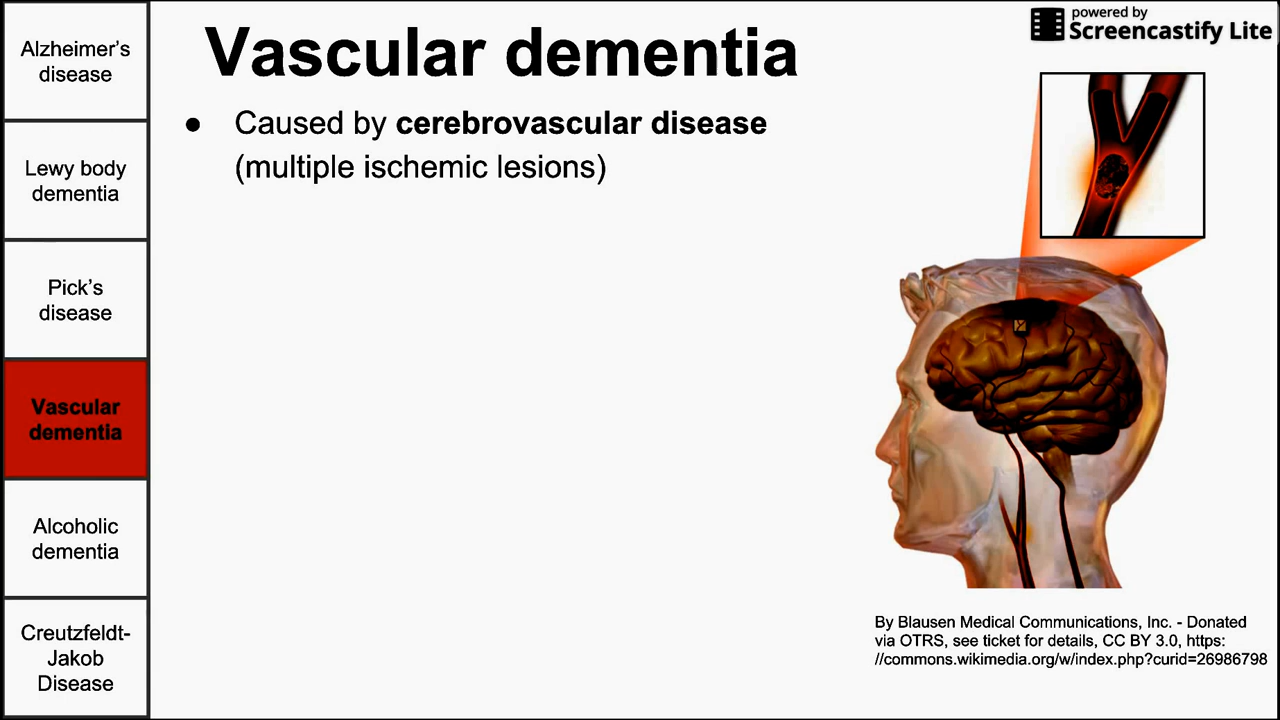 Alzheimer's
disease
Lewy body
dementia
Pick's
disease
Vascular
dementia
Alcoholic
dementia
Creutzfeldt-
Jakob
Disease
Vascular dementia
● Caused by cerebrovascular disease
(multiple ischemic lesions)
powered by
Screencastify Lite
By Blausen Medical Communications, Inc. - Donated
via OTRS, see ticket for details, CC BY 3.0, https:
//commons.wikimedia.org/w/index.php?curid=26986798